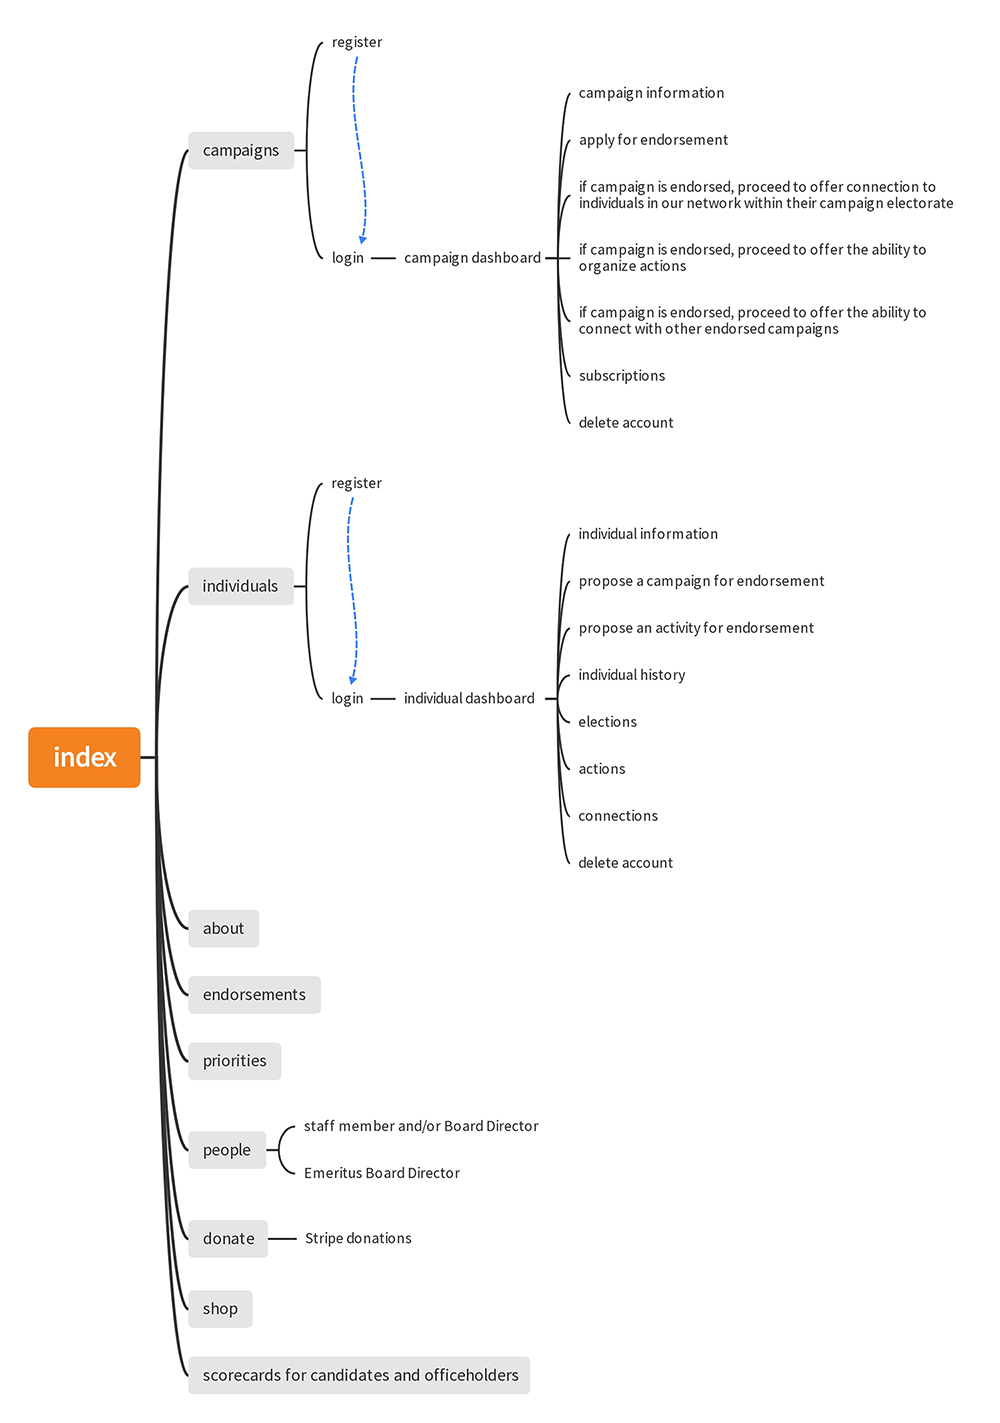 register
campaign information
apply for endorsement
campaigns
if campaign is endorsed, proceed to offer connection to
individuals in our network within their campaign electorate
if campaign is endorsed, proceed to offer the ability to
organize actions
login
campaign dashboard
if campaign is endorsed, proceed to offer the ability to
connect with other endorsed campaigns
subscriptions
delete account
register
individual information
individuals
propose a campaign for endorsement
propose an activity for endorsement
individual history
login
individual dashboard
elections
index
actions
connections
delete account
about
endorsements
priorities
people
staff member and/or Board Director
Emeritus Board Director
donate
Stripe donations
shop
scorecards for candidates and officeholders